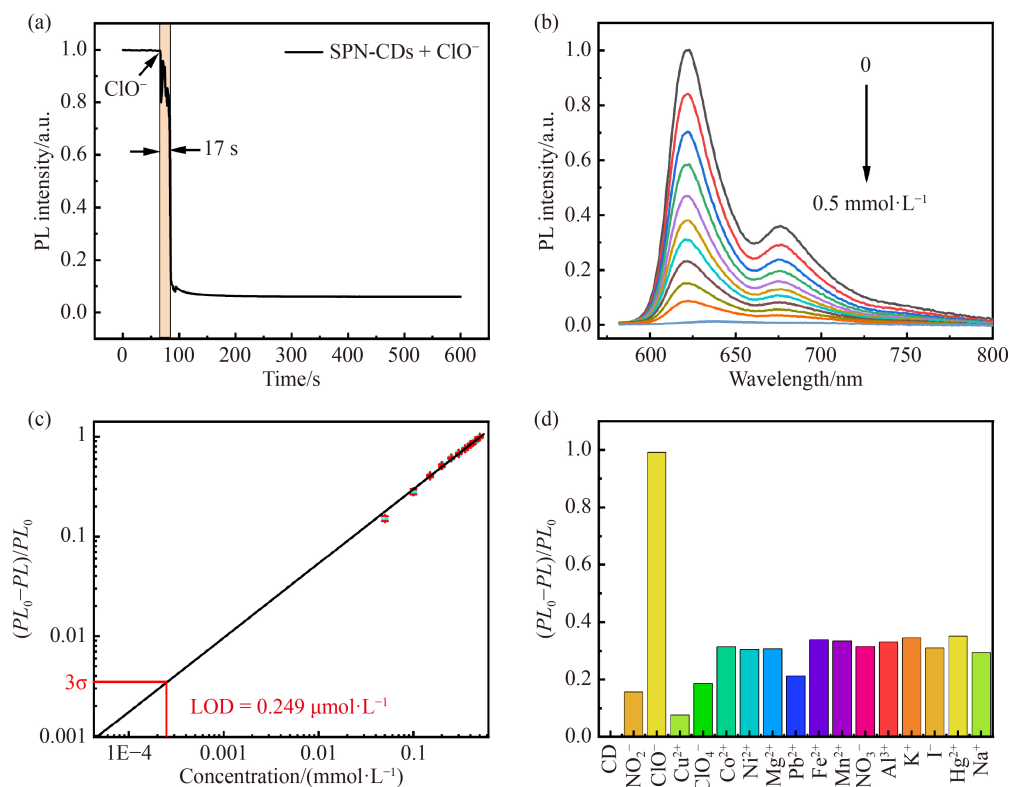 (a)
SPN-CDs + ClO⁻
ClO⁻
17 s
PL intensity/a.u.
1.0
0.8
0.6
0.4
0.2
0.0
0 100 200 300 400 500 600
Time/s
(b)
0
0.5 mmol·L⁻¹
PL intensity/a.u.
1.0
0.8
0.6
0.4
0.2
0.0
600 650 700 750 800
Wavelength/nm
(c)
(PL₀−PL)/PL₀
1
0.1
0.01
3σ
0.001
LOD = 0.249 μmol·L⁻¹
1E−4 0.001 0.01 0.1
Concentration/(mmol·L⁻¹)
(d)
(PL₀−PL)/PL₀
1.0
0.8
0.6
0.4
0.2
0.0
CD NO₂⁻ ClO⁻ Cu²⁺ ClO₄⁻ Co²⁺ Ni²⁺ Mg²⁺ Pb²⁺ Fe²⁺ Mn²⁺ NO₃⁻ Al³⁺ K⁺ I⁻ Hg²⁺ Na⁺